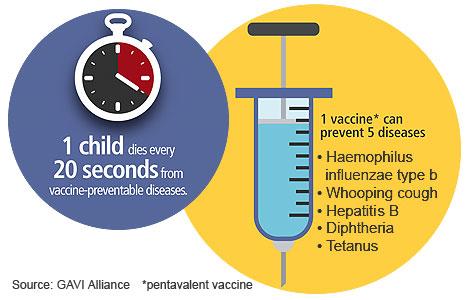 1 child dies every
20 seconds from
vaccine-preventable diseases.
1 vaccine* can
prevent 5 diseases
• Haemophilus
influenzae type b
• Whooping cough
• Hepatitis B
• Diphtheria
• Tetanus
Source: GAVI Alliance *pentavalent vaccine